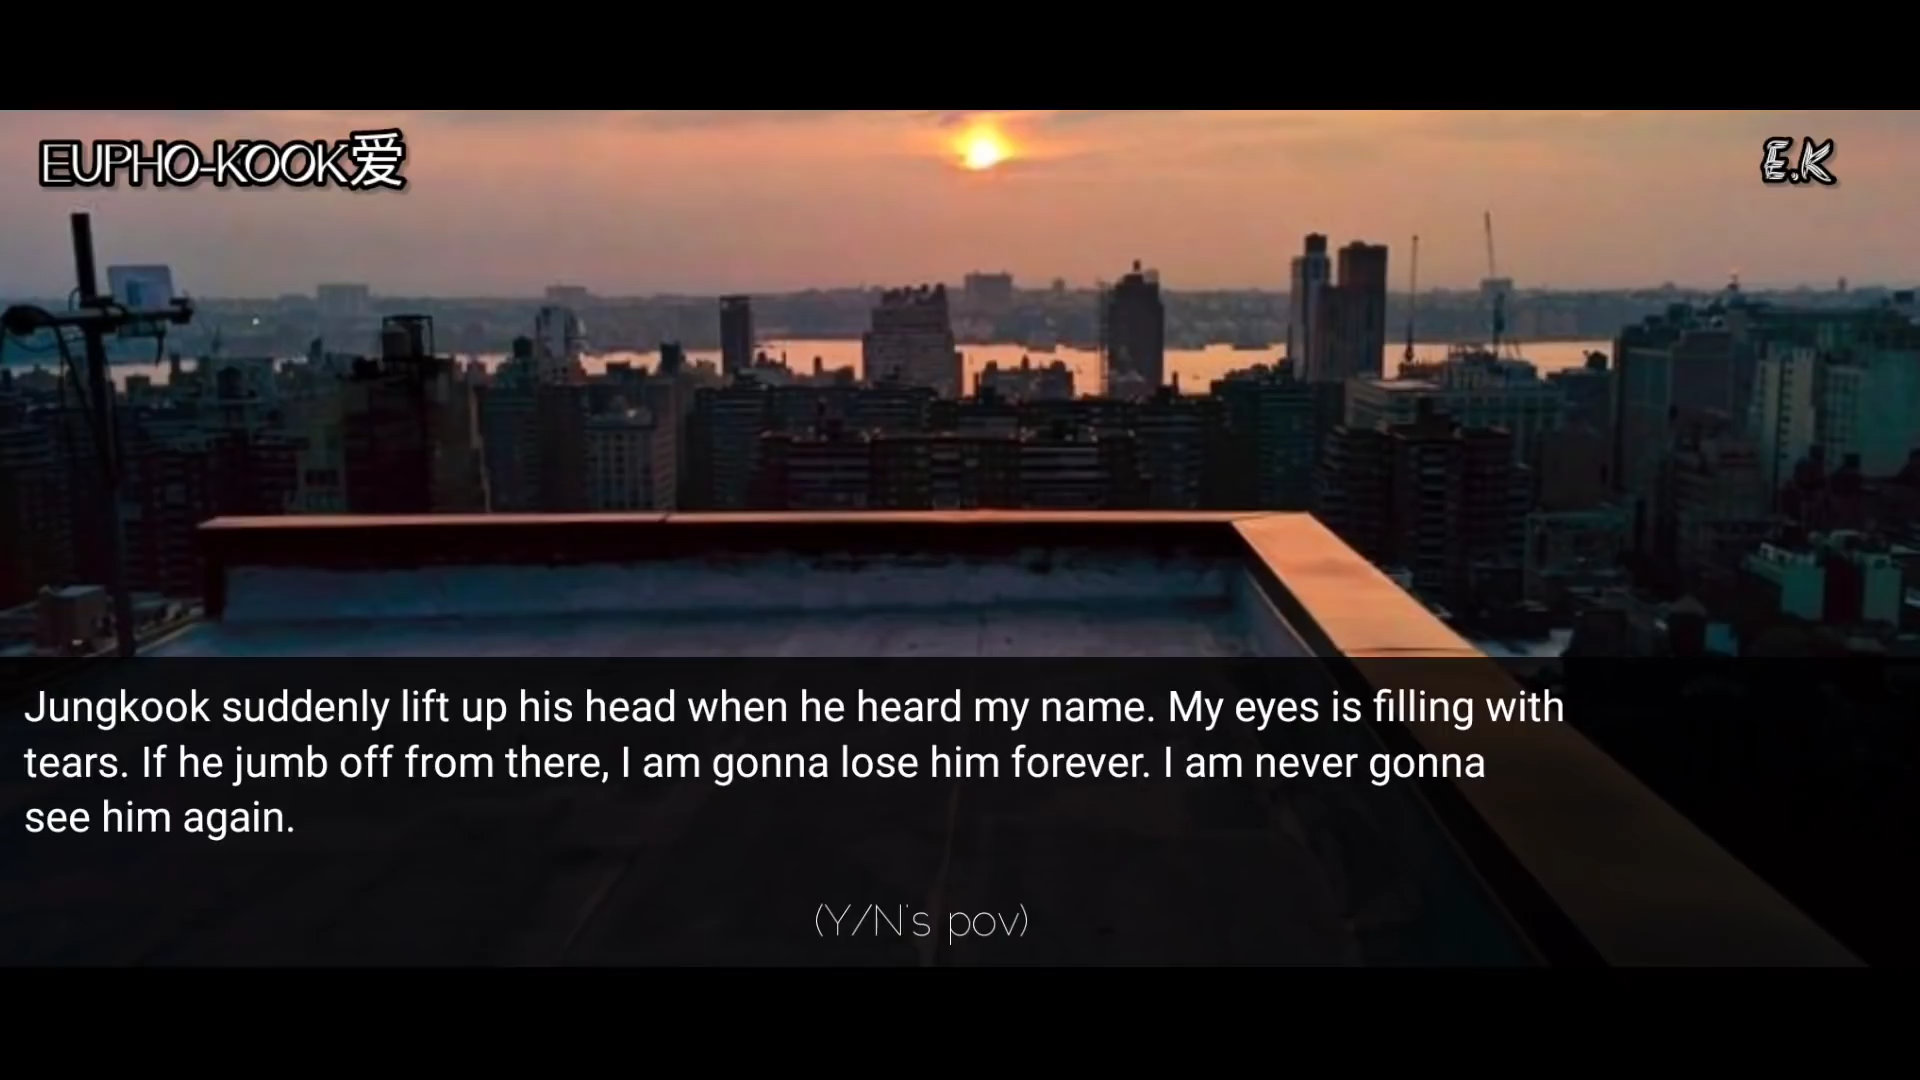 EUPHO-KOOK爱
E.K
Jungkook suddenly lift up his head when he heard my name. My eyes is filling with
tears. If he jumb off from there, I am gonna lose him forever. I am never gonna
see him again.
(Y/N's pov)